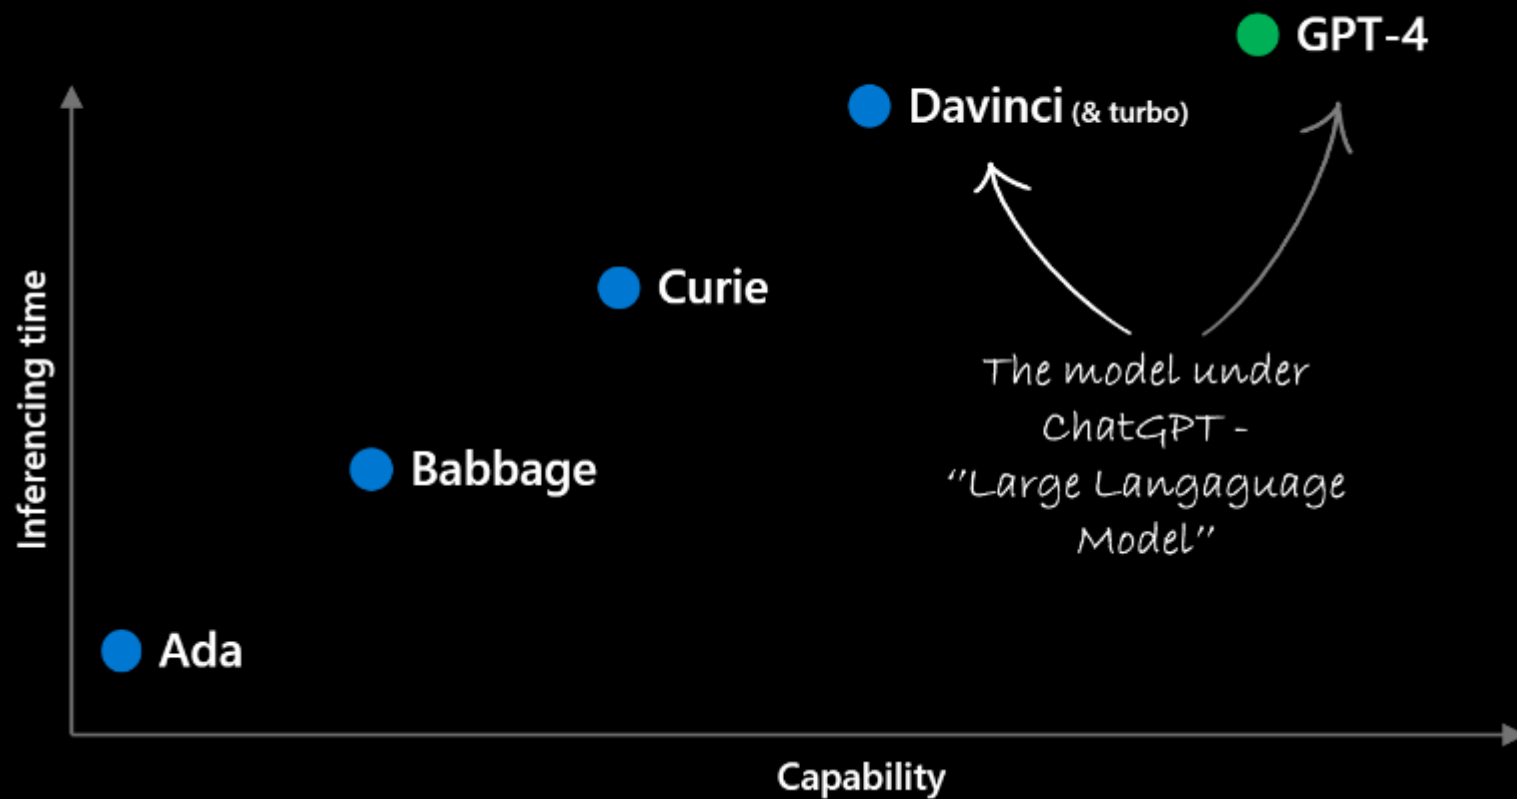 GPT-4
Davinci (& turbo)
Curie
Inferencing time
The model under
ChatGPT -
"Large Langaguage
Model"
Babbage
Ada
Capability